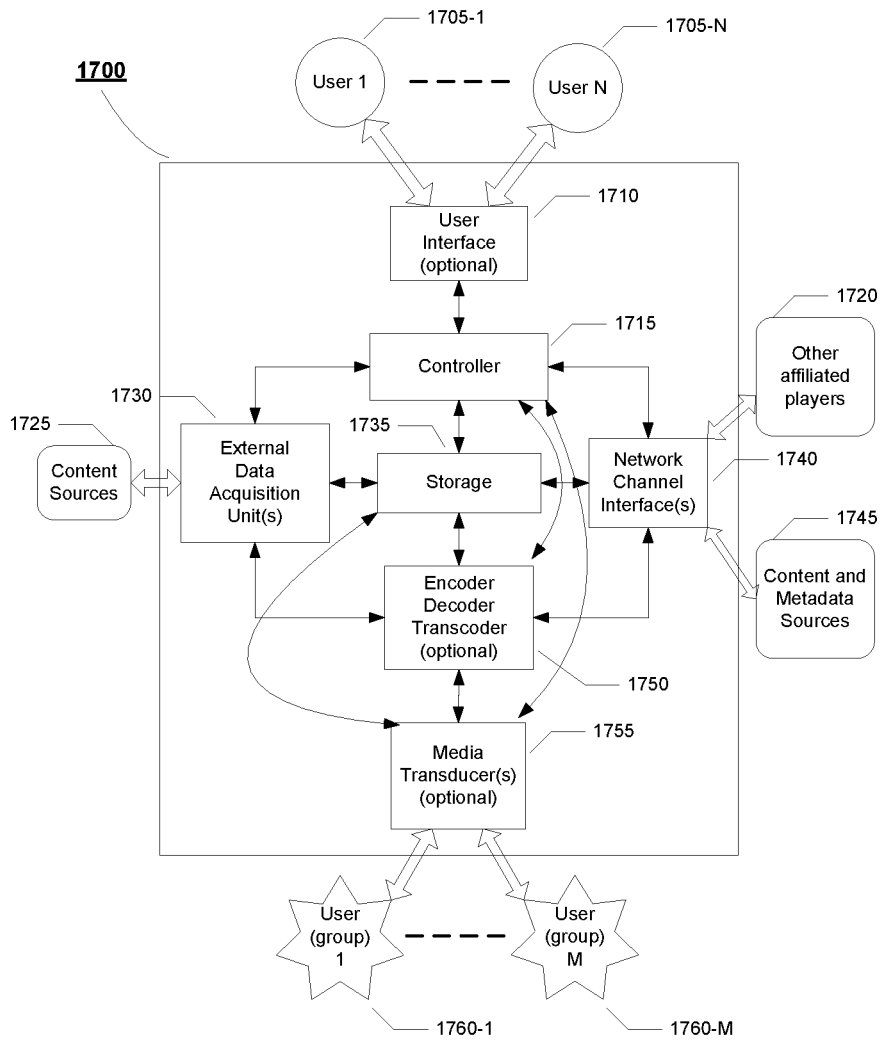 1705-1
1705-N
1700
User 1
User N
1710
User
Interface
(optional)
1720
1715
Other
affiliated
players
Controller
1730
1725
1735
External
Data
Acquisition
Unit(s)
Content
Sources
Storage
Network
Channel
Interface(s)
1740
1745
Encoder
Decoder
Transcoder
(optional)
Content and
Metadata
Sources
1750
1755
Media
Transducer(s)
(optional)
User
(group)
1
User
(group)
M
1760-1
1760-M